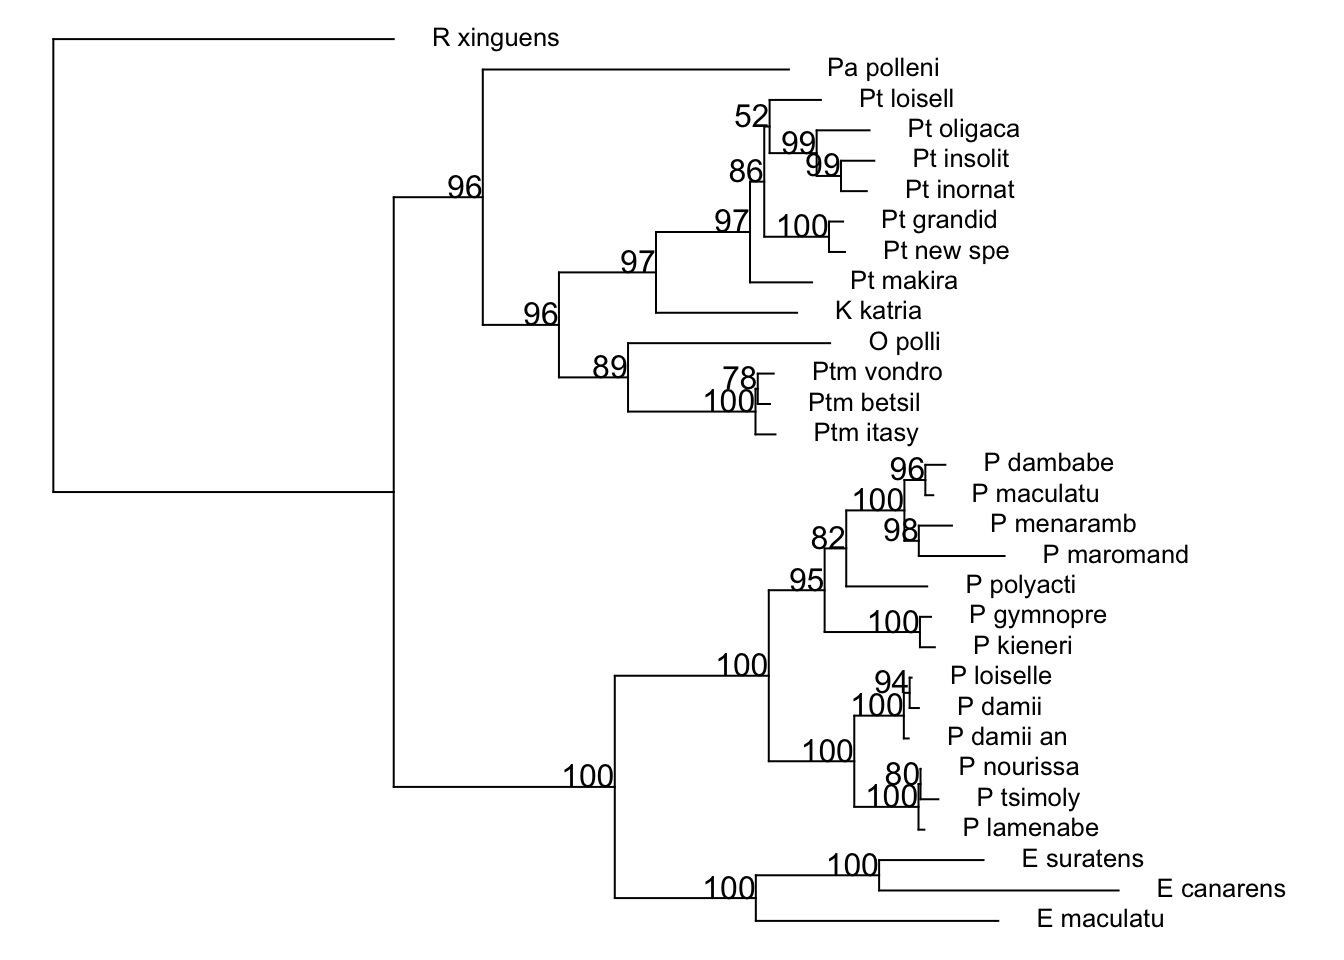 R xinguens
Pa polleni
Pt loisell
52
Pt oligaca
99
Pt insolit
99
86
Pt inornat
96
Pt grandid
97
100
Pt new spe
97
Pt makira
K katria
96
O polli
89
Ptm vondro
78
Ptm betsil
100
Ptm itasy
P dambabe
96
P maculatu
100
P menaramb
98
82
P maromand
95
P polyacti
P gymnopre
100
P kieneri
100
P loiselle
94
P damii
100
P damii an
100
P nourissa
80
100
P tsimoly
100
P lamenabe
E suratens
100
E canarens
100
E maculatu